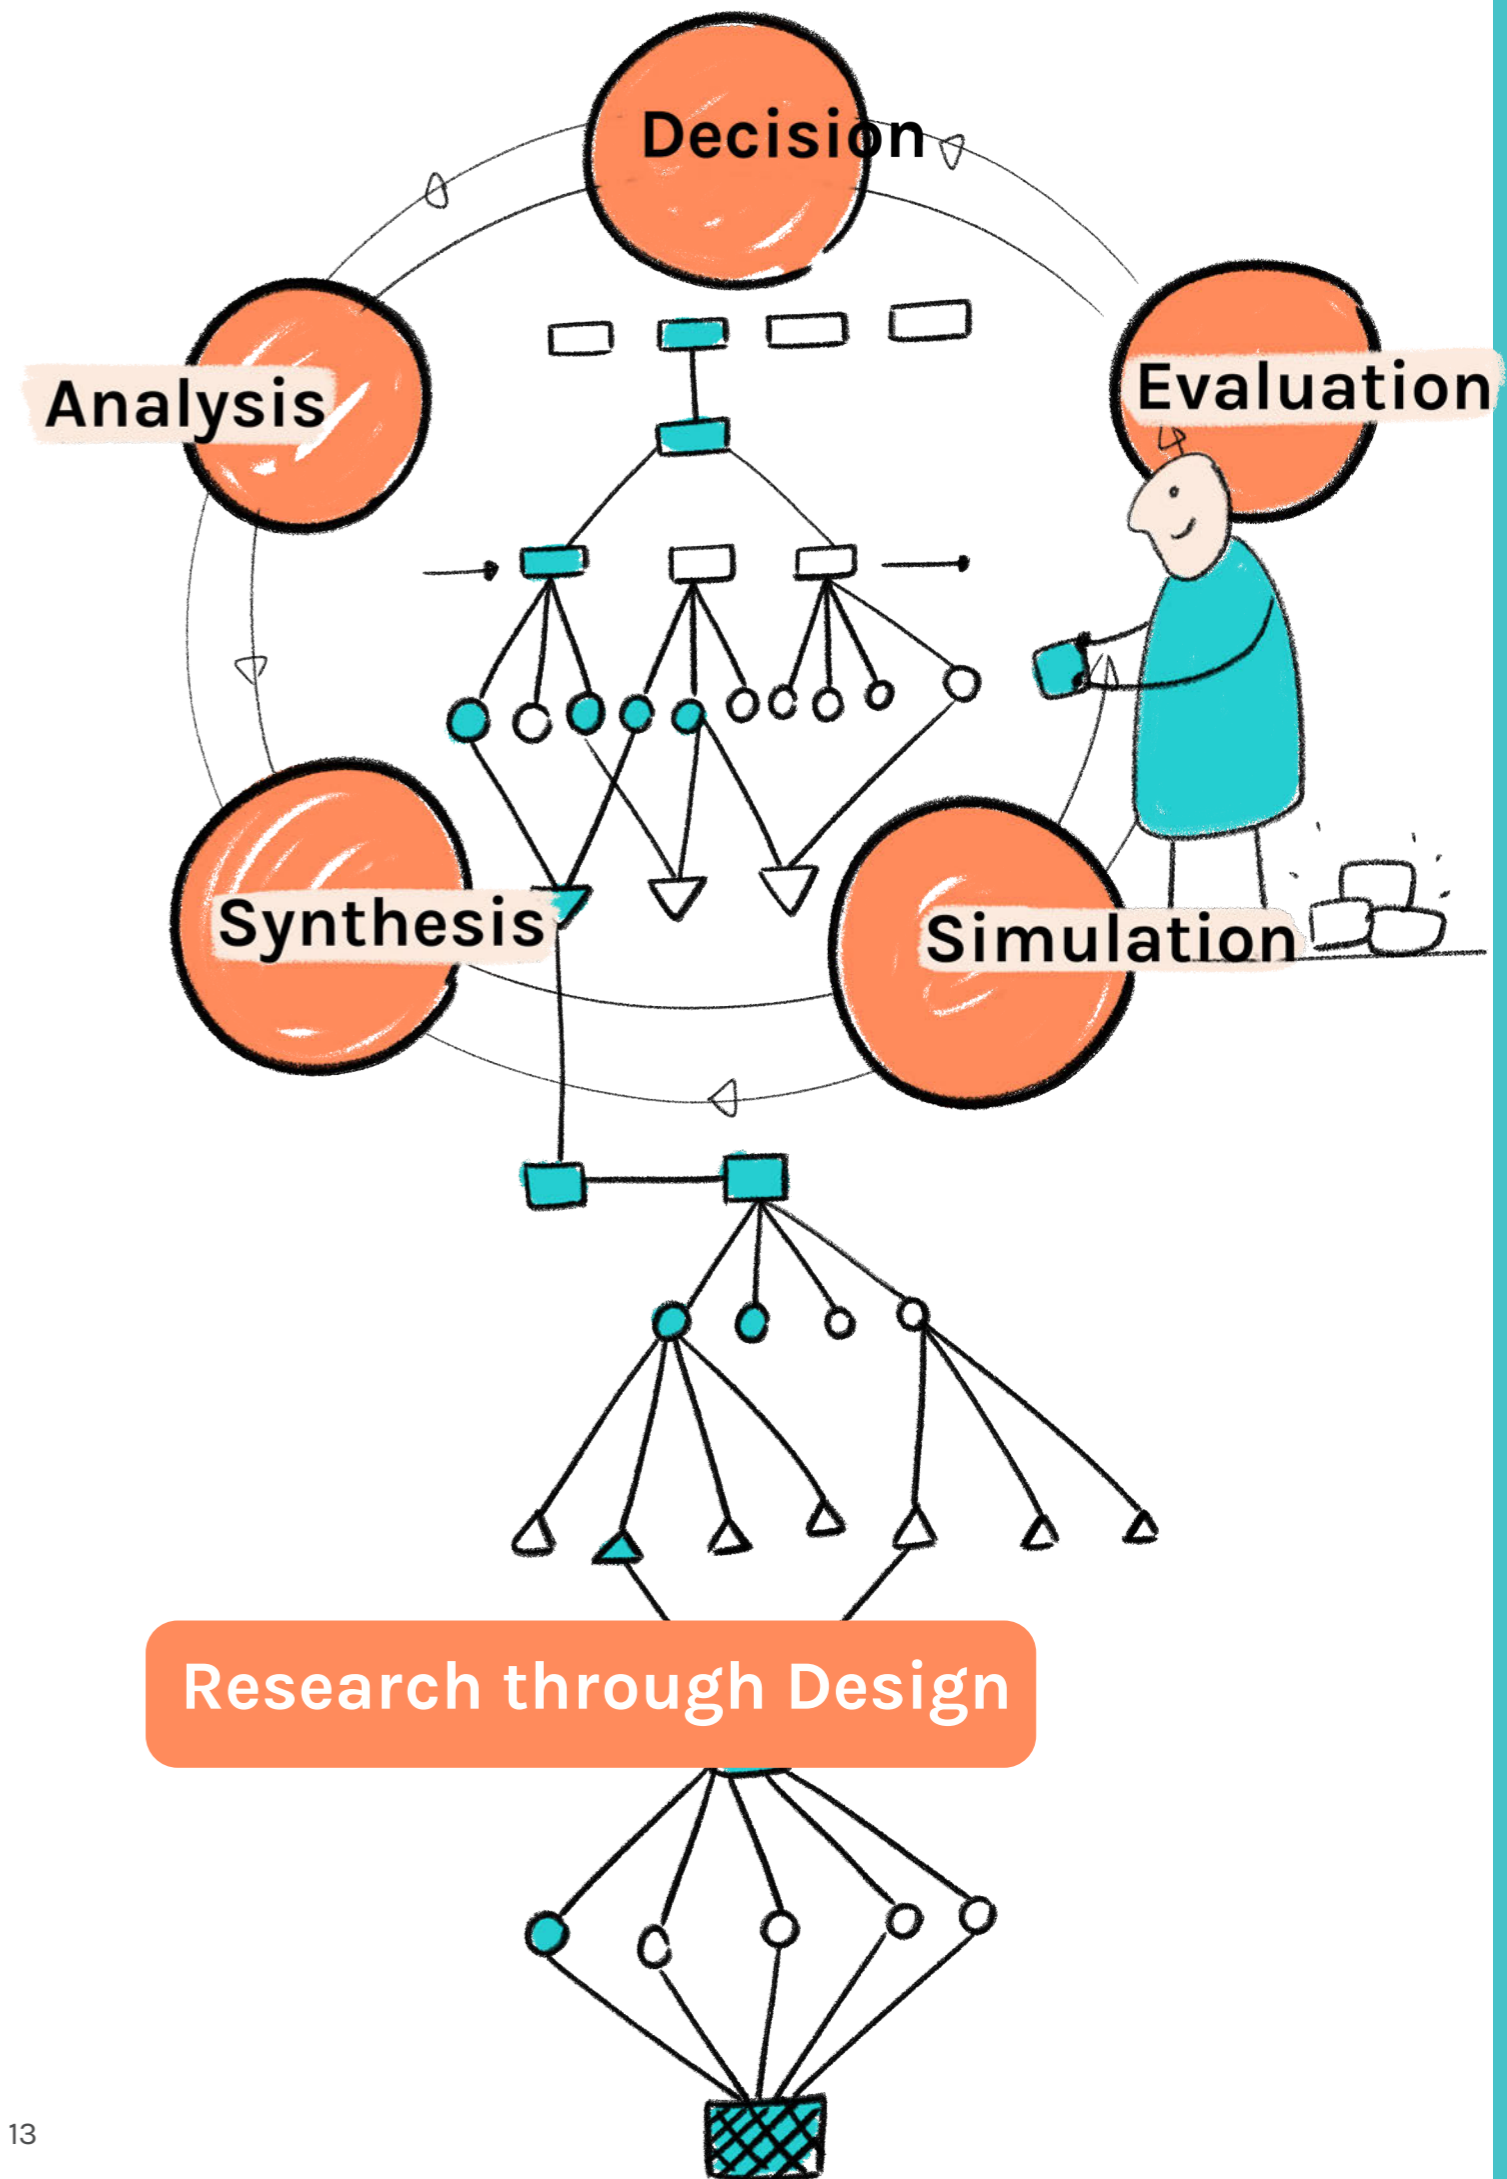 Decision
Analysis
Evaluation
Synthesis
Simulation
Research through Design
13